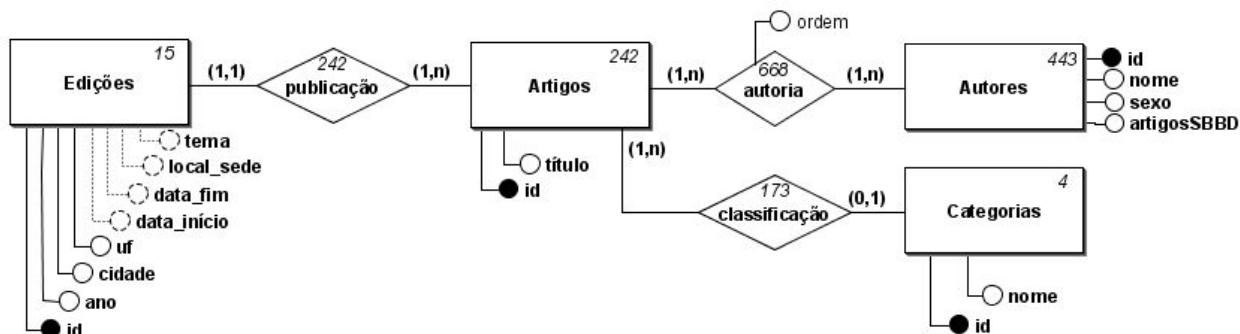 ordem
15
Edições
(1,1)
242
publicação
(1,n)
242
Artigos
(1,n)
668
autoria
(1,n)
443
Autores
id
nome
sexo
artigosSBBD
tema
local_sede
data_fim
data_início
uf
cidade
ano
id
título
id
(1,n)
173
classificação
(0,1)
4
Categorias
nome
id